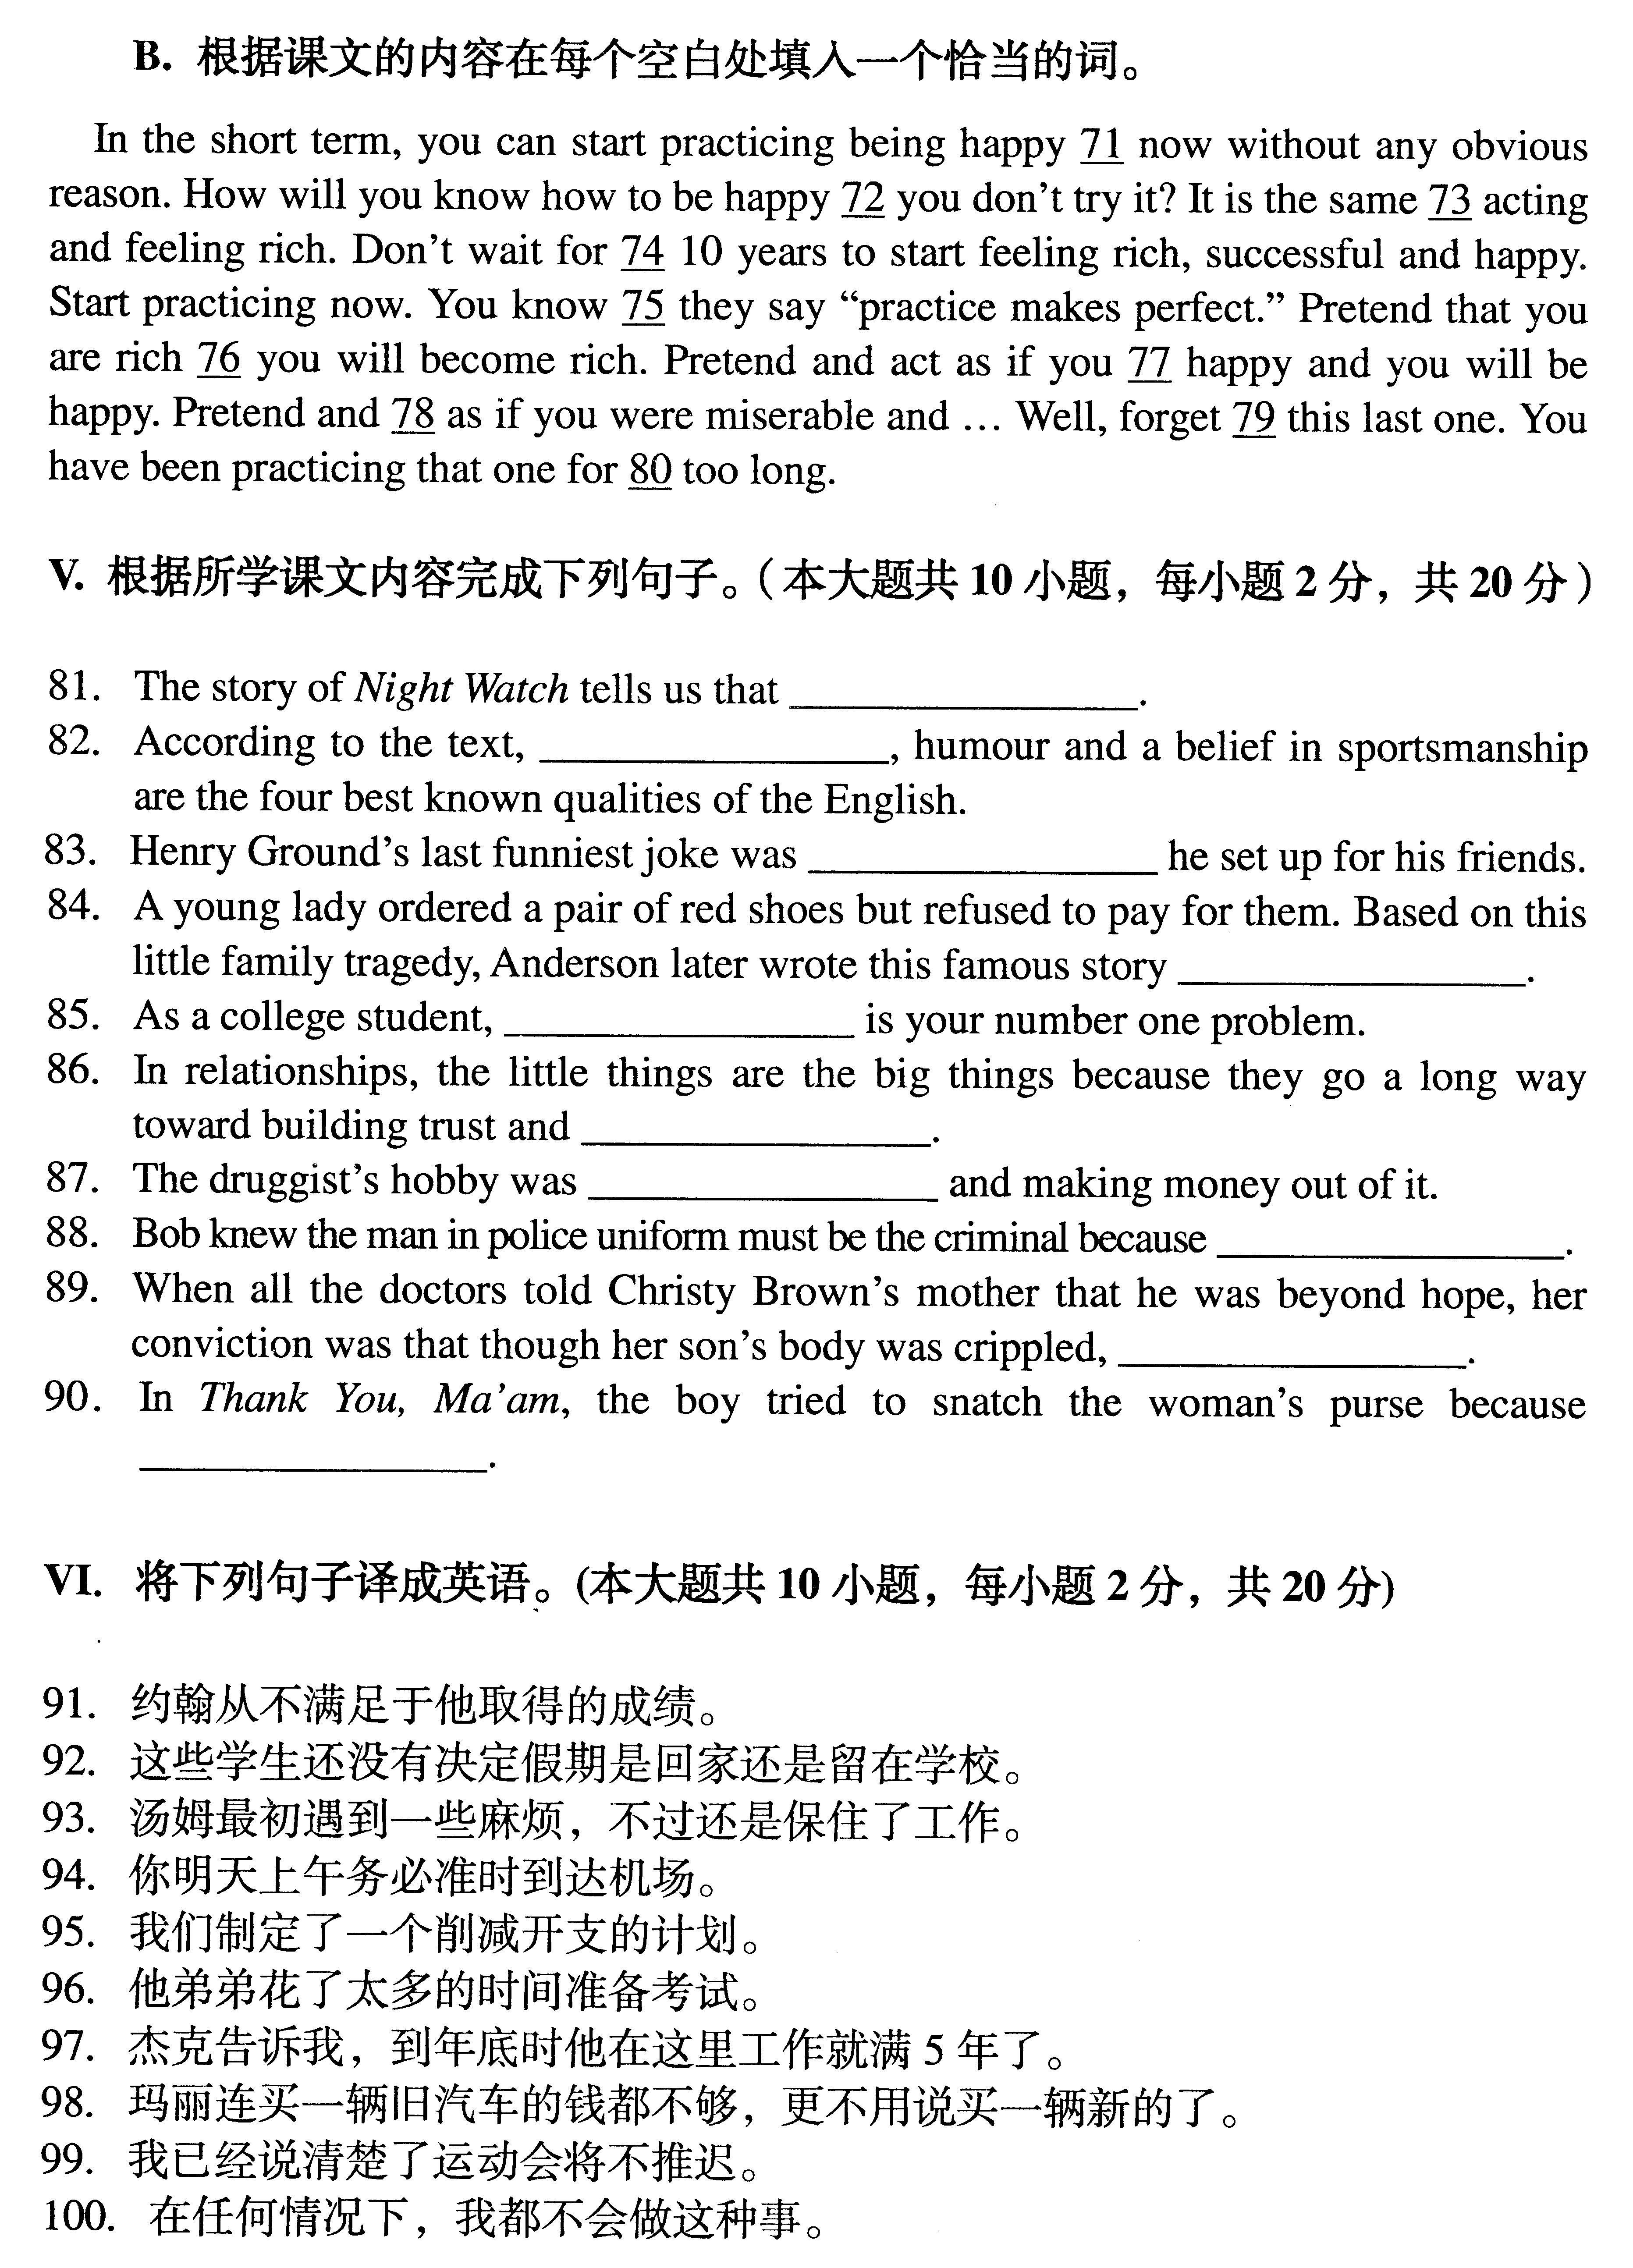 B. 根据课文的内容在每个空白处填入一个恰当的词。
In the short term, you can start practicing being happy 71 now without any obvious
reason. How will you know how to be happy 72 you don't try it? It is the same 73 acting
and feeling rich. Don't wait for 74 10 years to start feeling rich, successful and happy.
Start practicing now. You know 75 they say “practice makes perfect.” Pretend that you
are rich 76 you will become rich. Pretend and act as if you 77 happy and you will be
happy. Pretend and 78 as if you were miserable and … Well, forget 79 this last one. You
have been practicing that one for 80 too long.
V. 根据所学课文内容完成下列句子。（本大题共 10 小题，每小题 2 分，共 20 分）
81. The story of Night Watch tells us that ________________.
82. According to the text, ________________, humour and a belief in sportsmanship
are the four best known qualities of the English.
83. Henry Ground's last funniest joke was ________________ he set up for his friends.
84. A young lady ordered a pair of red shoes but refused to pay for them. Based on this
little family tragedy, Anderson later wrote this famous story ________________.
85. As a college student, ________________ is your number one problem.
86. In relationships, the little things are the big things because they go a long way
toward building trust and ________________.
87. The druggist's hobby was ________________ and making money out of it.
88. Bob knew the man in police uniform must be the criminal because ________________.
89. When all the doctors told Christy Brown's mother that he was beyond hope, her
conviction was that though her son's body was crippled, ________________.
90. In Thank You, Ma'am, the boy tried to snatch the woman's purse because
________________.
VI. 将下列句子译成英语。(本大题共 10 小题，每小题 2 分，共 20 分)
91. 约翰从不满足于他取得的成绩。
92. 这些学生还没有决定假期是回家还是留在学校。
93. 汤姆最初遇到一些麻烦，不过还是保住了工作。
94. 你明天上午务必准时到达机场。
95. 我们制定了一个削减开支的计划。
96. 他弟弟花了太多的时间准备考试。
97. 杰克告诉我，到年底时他在这里工作就满 5 年了。
98. 玛丽连买一辆旧汽车的钱都不够，更不用说买一辆新的了。
99. 我已经说清楚了运动会将不推迟。
100. 在任何情况下，我都不会做这种事。